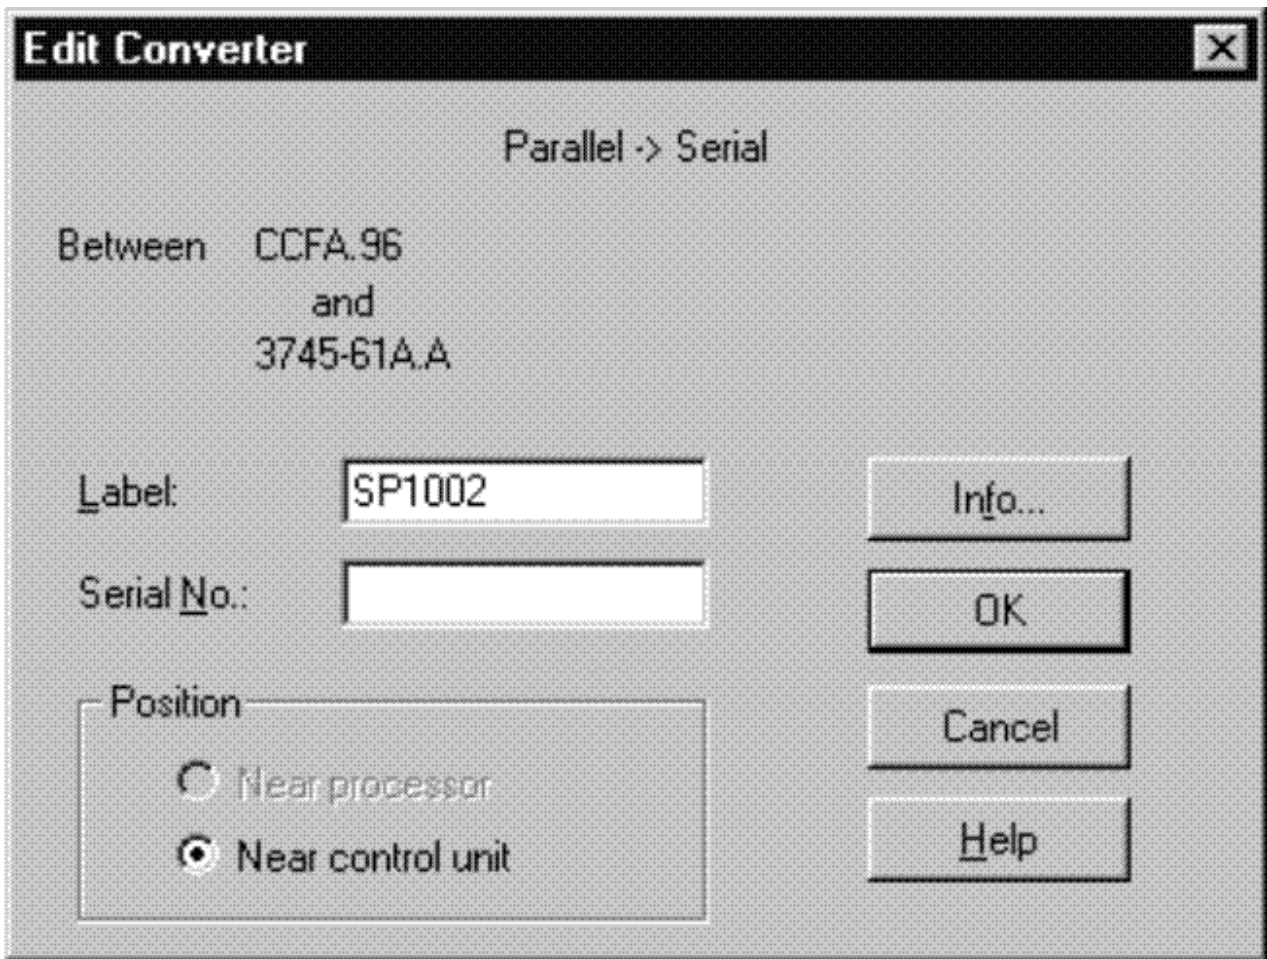 Edit Converter
Parallel -> Serial
Between CCFA.96
and
3745-61A.A
Label: SP1002
Info...
Serial No.:
OK
Position
Near processor
Near control unit
Cancel
Help